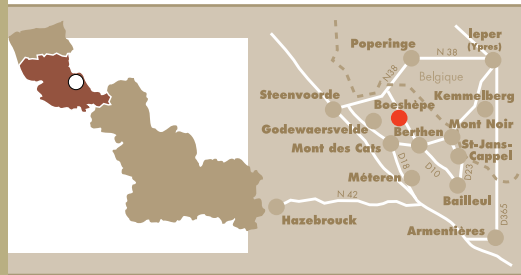 Ieper
(Ypres)
Poperinge
N 38
N38
Belgique
Steenvoorde
Kemmelberg
Boeshèpe
Godewaersvelde
Berthen
Mont Noir
Mont des Cats
St-Jans-
Cappel
D18
D10
D23
Méteren
N 42
Bailleul
Hazebrouck
D365
Armentières